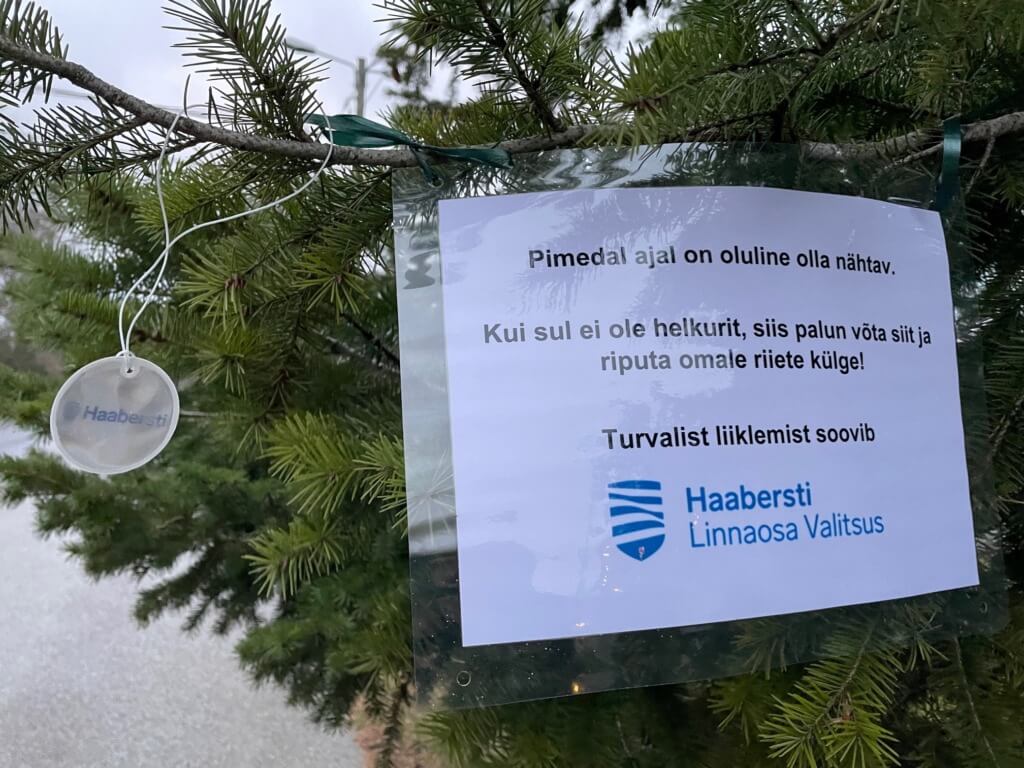 Haabersti
Pimedal ajal on oluline olla nähtav.
Kui sul ei ole helkurit, siis palun võta siit ja
riputa omale riiete külge!
Turvalist liiklemist soovib
Haabersti
Linnaosa Valitsus